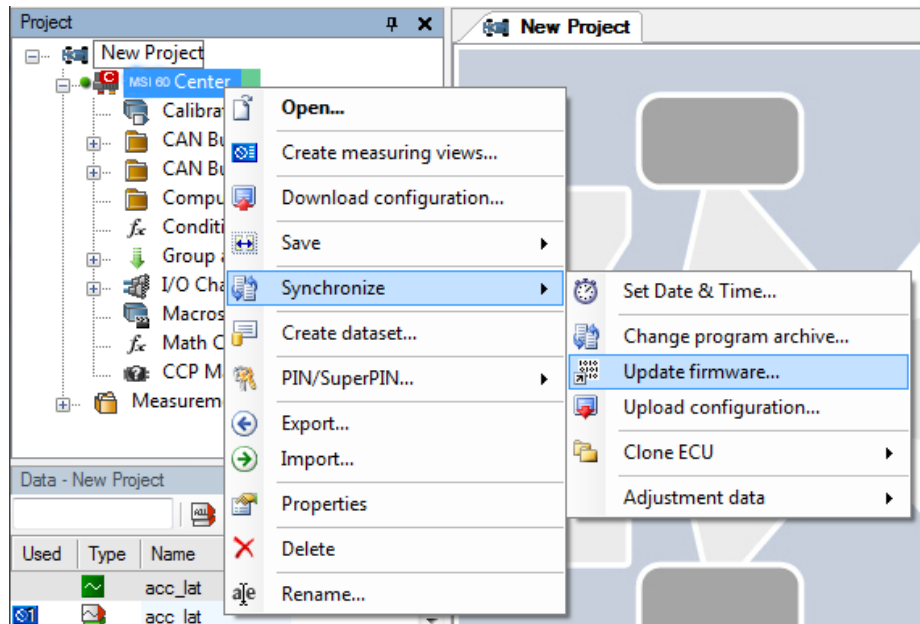 Project
New Project
New Project
MSI 60 Center
Calibrat
CAN Bu
CAN Bu
Compu
Conditi
Group a
I/O Cha
Macros
Math C
CCP M
Measurem
Open...
Create measuring views...
Download configuration...
Save
Synchronize
Create dataset...
PIN/SuperPIN...
Export...
Import...
Properties
Delete
Rename...
Set Date & Time...
Change program archive...
Update firmware...
Upload configuration...
Clone ECU
Adjustment data
Data - New Project
Used Type Name
acc_lat
1 acc_lat